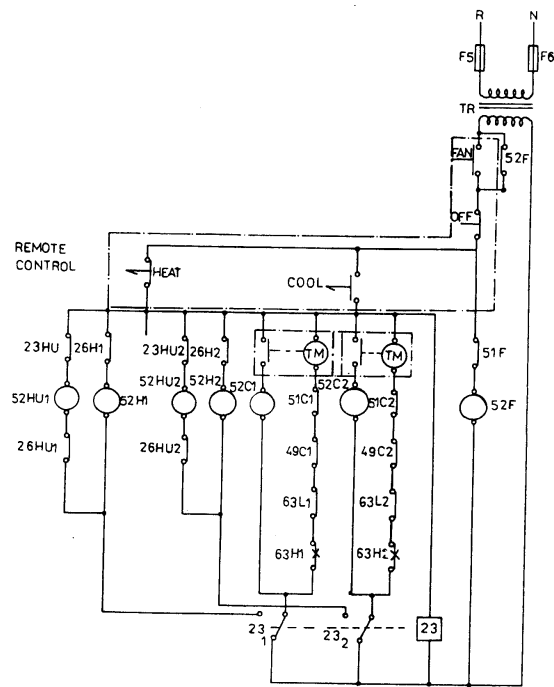 R N
F5 F6
TR
FAN 52F
OFF
REMOTE
CONTROL
HEAT
COOL
23HU 26H1 23HU2 26H2 TM TM 51F
52HU1 52H1 52HU2 52H2 52C1 52C2 52F
51C1 51C2
26HU1 26HU2 49C1 49C2
63L1 63L2
63H1 63H2
23 1 23 2 23